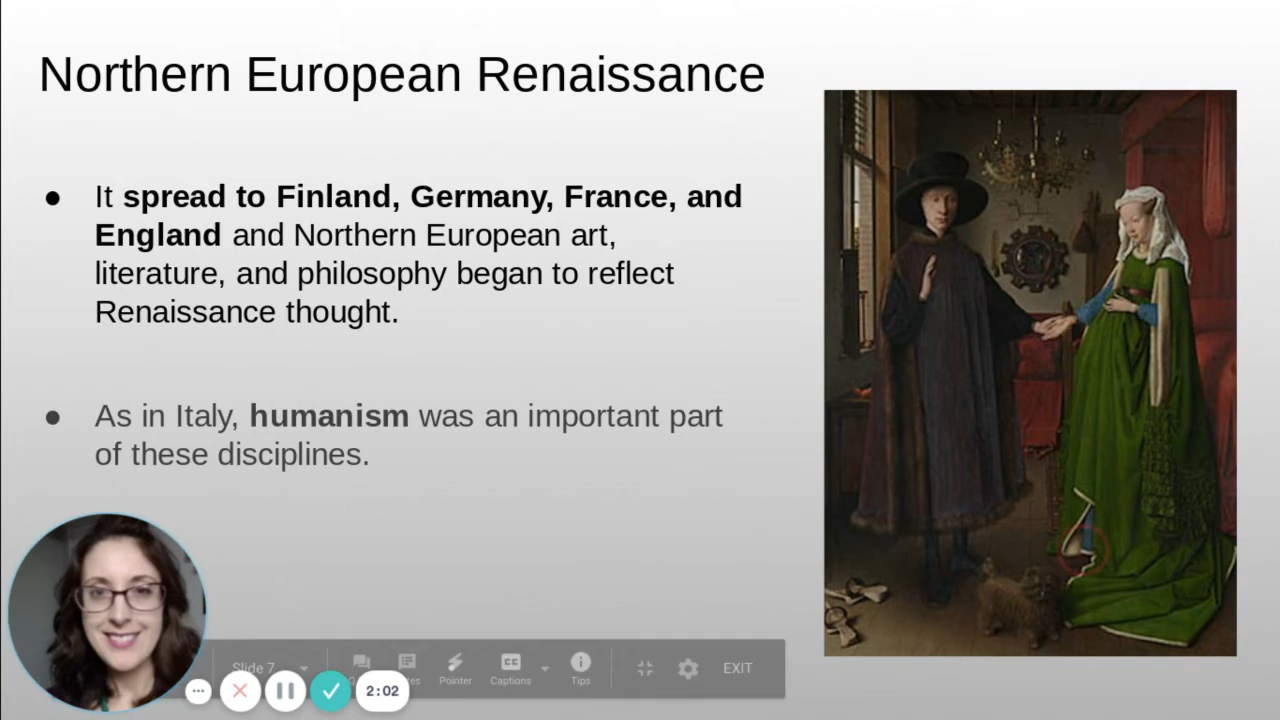 Northern European Renaissance
● It spread to Finland, Germany, France, and
England and Northern European art,
literature, and philosophy began to reflect
Renaissance thought.
● As in Italy, humanism was an important part
of these disciplines.
Slide 7
Pointer
Captions
Tips
EXIT
CC
2:02